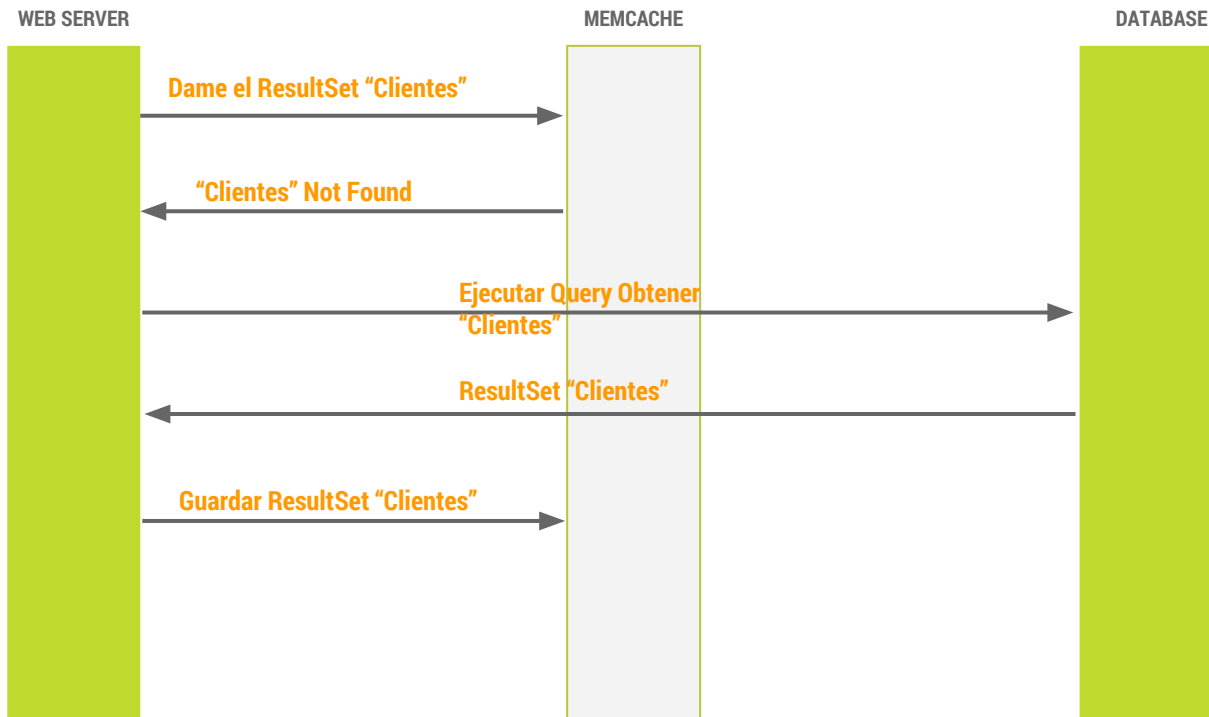 WEB SERVER
MEMCACHE
DATABASE
Dame el ResultSet “Clientes”
“Clientes” Not Found
Ejecutar Query Obtener
“Clientes”
ResultSet “Clientes”
Guardar ResultSet “Clientes”